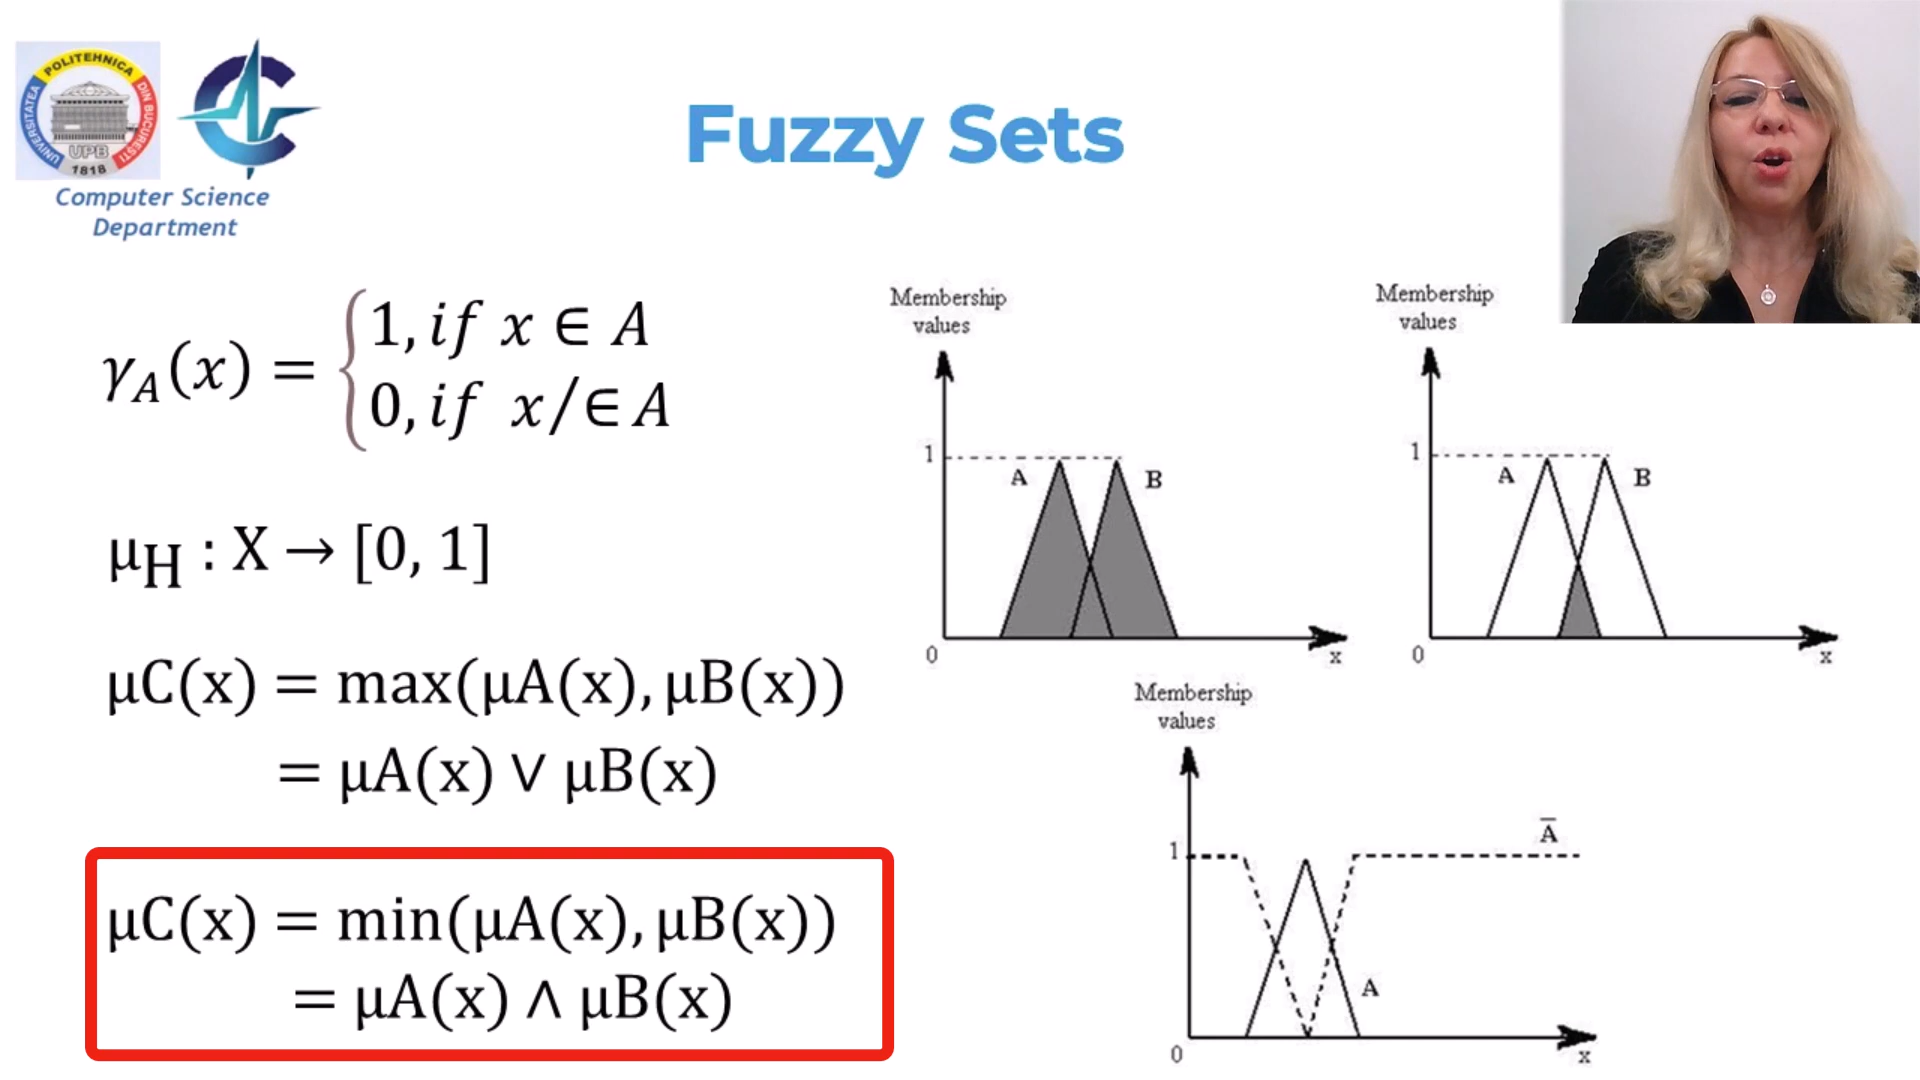 UNIVERSITATEA POLITEHNICA DIN BUCURESTI
UPB
1818
C
Computer Science
Department
Fuzzy Sets
γA(x) = {1, if x ∈ A
0, if x/∈ A
μH : X → [0, 1]
μC(x) = max(μA(x), μB(x))
= μA(x) ∨ μB(x)
μC(x) = min(μA(x), μB(x))
= μA(x) ∧ μB(x)
Membership
values
1
A
B
0
x
Membership
values
1
A
B
0
x
Membership
values
1
A̅
A
0
x